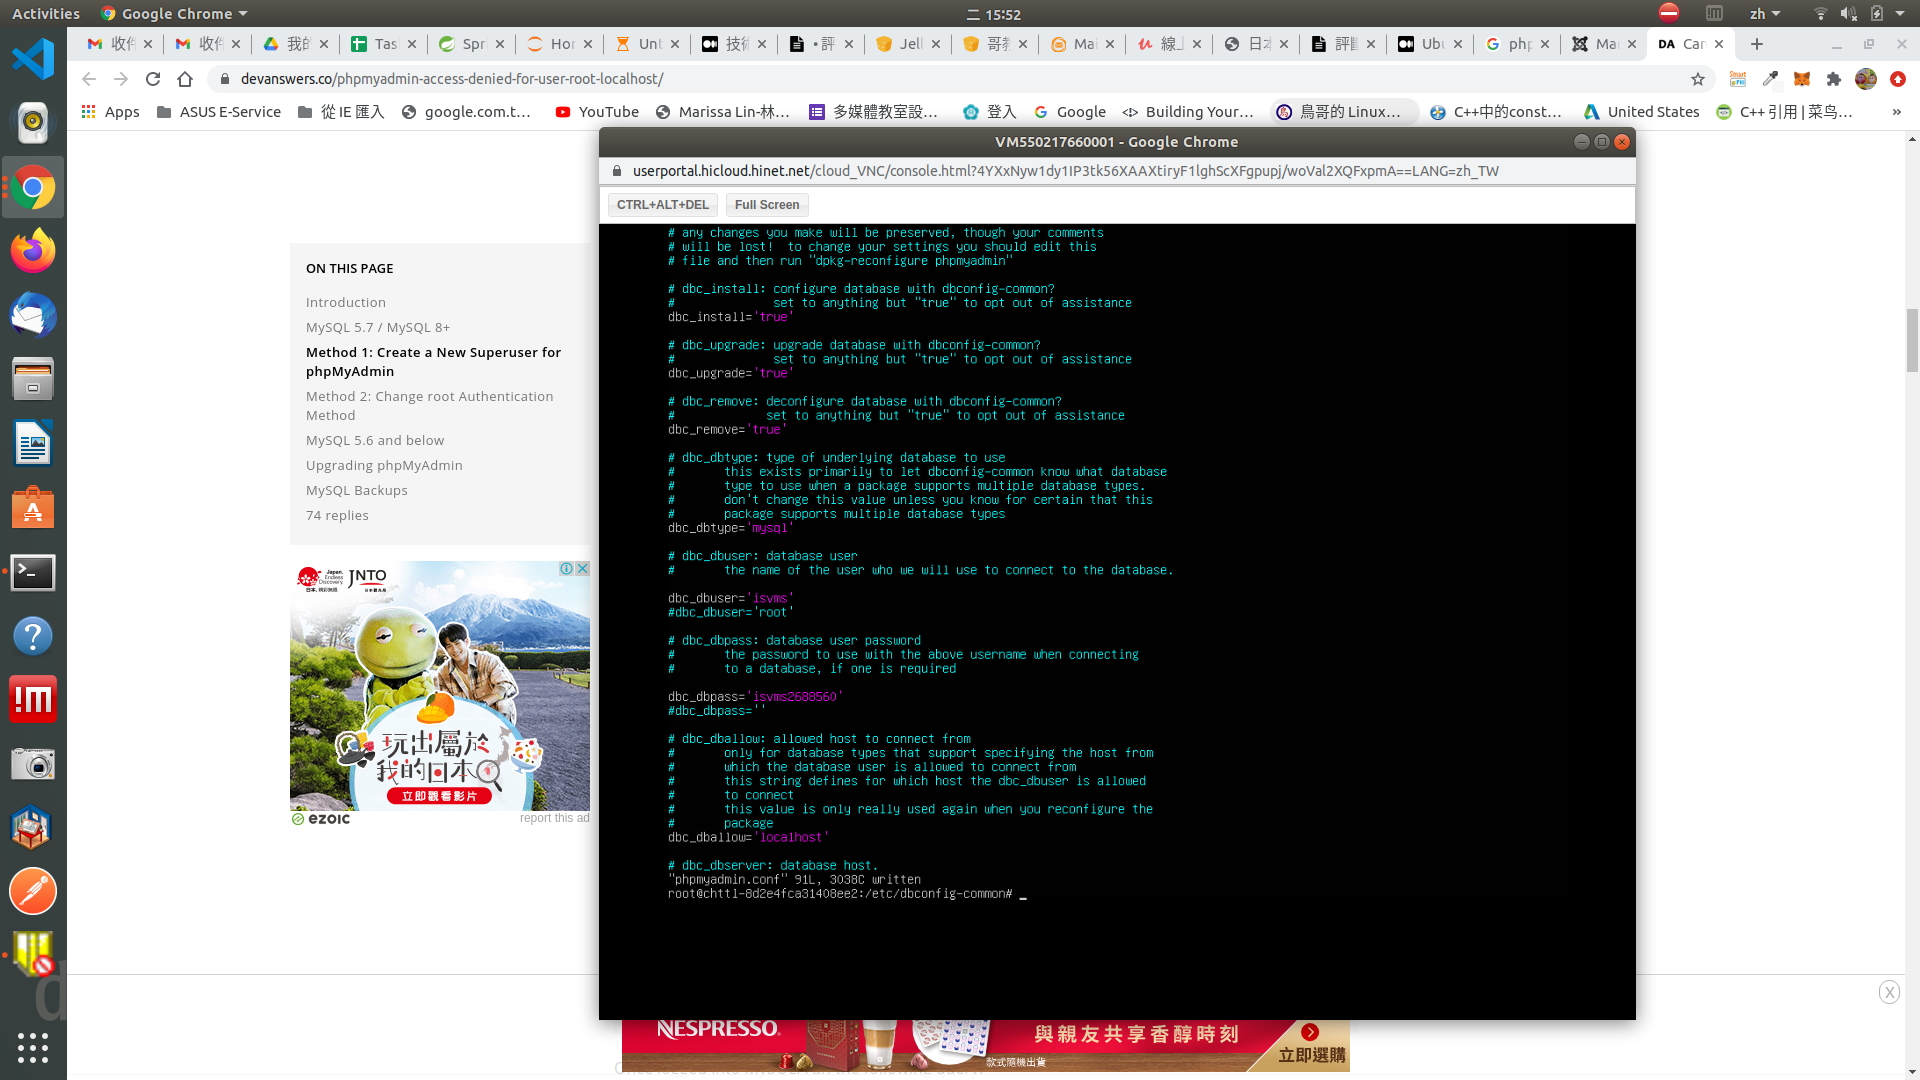 Activities
Google Chrome
二 15:52
zh
收件
收件
我的
Tas
Spr
Hor
Unt
技術
•評
Jell
哥教
Mai
線上
日本
評斷
Ubu
php
Mar
Can
devanswers.co/phpmyadmin-access-denied-for-user-root-localhost/
Apps
ASUS E-Service
從 IE 匯入
google.com.t...
YouTube
Marissa Lin-林...
多媒體教室設...
登入
Google
Building Your...
鳥哥的 Linux...
C++中的const...
United States
C++ 引用 | 菜鸟...
»
ON THIS PAGE
Introduction
MySQL 5.7 / MySQL 8+
Method 1: Create a New Superuser for
phpMyAdmin
Method 2: Change root Authentication
Method
MySQL 5.6 and below
Upgrading phpMyAdmin
MySQL Backups
74 replies
Japan.
Endless
Discovery.
JNTO
玩出屬於
我的日本
立即觀看影片
ezoic
report this ad
VM550217660001 - Google Chrome
userportal.hicloud.hinet.net/cloud_VNC/console.html?4YXxNyw1dy1IP3tk56XAAXtiryF1lghScXFgpupj/woVal2XQFxpmA==LANG=zh_TW
CTRL+ALT+DEL
Full Screen
# any changes you make will be preserved, though your comments
# will be lost!  to change your settings you should edit this
# file and then run "dpkg-reconfigure phpmyadmin"
# dbc_install: configure database with dbconfig-common?
#              set to anything but "true" to opt out of assistance
dbc_install='true'
# dbc_upgrade: upgrade database with dbconfig-common?
#              set to anything but "true" to opt out of assistance
dbc_upgrade='true'
# dbc_remove: deconfigure database with dbconfig-common?
#             set to anything but "true" to opt out of assistance
dbc_remove='true'
# dbc_dbtype: type of underlying database to use
#       this exists primarily to let dbconfig-common know what database
#       type to use when a package supports multiple database types.
#       don't change this value unless you know for certain that this
#       package supports multiple database types
dbc_dbtype='mysql'
# dbc_dbuser: database user
#       the name of the user who we will use to connect to the database.
dbc_dbuser='isvms'
#dbc_dbuser='root'
# dbc_dbpass: database user password
#       the password to use with the above username when connecting
#       to a database, if one is required
dbc_dbpass='isvms2688560'
#dbc_dbpass=''
# dbc_dballow: allowed host to connect from
#       only for database types that support specifying the host from
#       which the database user is allowed to connect from
#       this string defines for which host the dbc_dbuser is allowed
#       to connect
#       this value is only really used again when you reconfigure the
#       package
dbc_dballow='localhost'
# dbc_dbserver: database host.
"phpmyadmin.conf" 91L, 3038C written
root@chttl-8d2e4fca31408ee2:/etc/dbconfig-common# _
NESPRESSO.
與親友共享香醇時刻
款式隨機出貨
立即選購